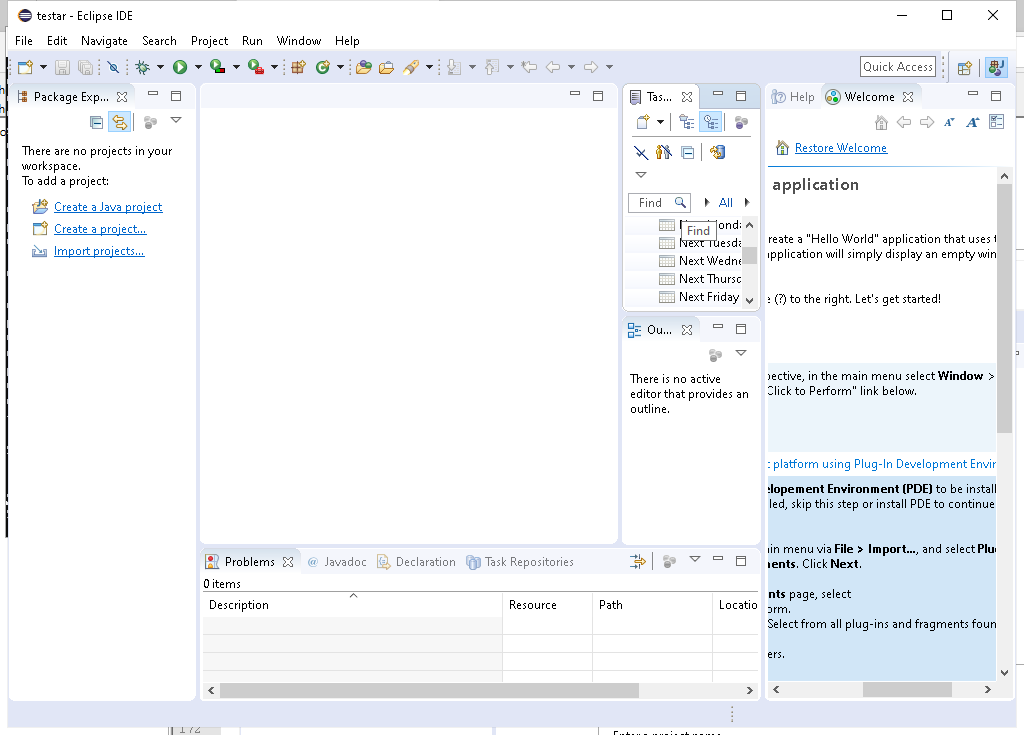 testar - Eclipse IDE
File Edit Navigate Search Project Run Window Help
Quick Access
Package Exp...
There are no projects in your
workspace.
To add a project:
Create a Java project
Create a project...
Import projects...
Tas...
Find
All
Find
Next Tuesda
Next Wedne
Next Thursd
Next Friday
Ou...
There is no active
editor that provides an
outline.
Help Welcome
Restore Welcome
application
reate a "Hello World" application that uses t
application will simply display an empty win
e (?) to the right. Let's get started!
pective, in the main menu select Window >
Click to Perform" link below.
t platform using Plug-In Development Envir
elopement Environment (PDE) to be install
led, skip this step or install PDE to continue
in menu via File > Import..., and select Plu
ments. Click Next.
nts page, select
orm.
Select from all plug-ins and fragments foun
ers.
Problems @ Javadoc Declaration Task Repositories
0 items
Description Resource Path Locatio
172